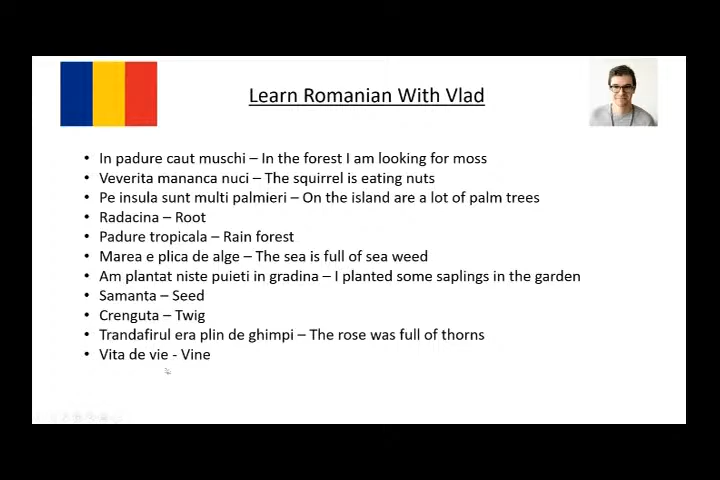 Learn Romanian With Vlad
• In padure caut muschi – In the forest I am looking for moss
• Veverita mananca nuci – The squirrel is eating nuts
• Pe insula sunt multi palmieri – On the island are a lot of palm trees
• Radacina – Root
• Padure tropicala – Rain forest
• Marea e plica de alge – The sea is full of sea weed
• Am plantat niste puieti in gradina – I planted some saplings in the garden
• Samanta – Seed
• Crenguta – Twig
• Trandafirul era plin de ghimpi – The rose was full of thorns
• Vita de vie - Vine